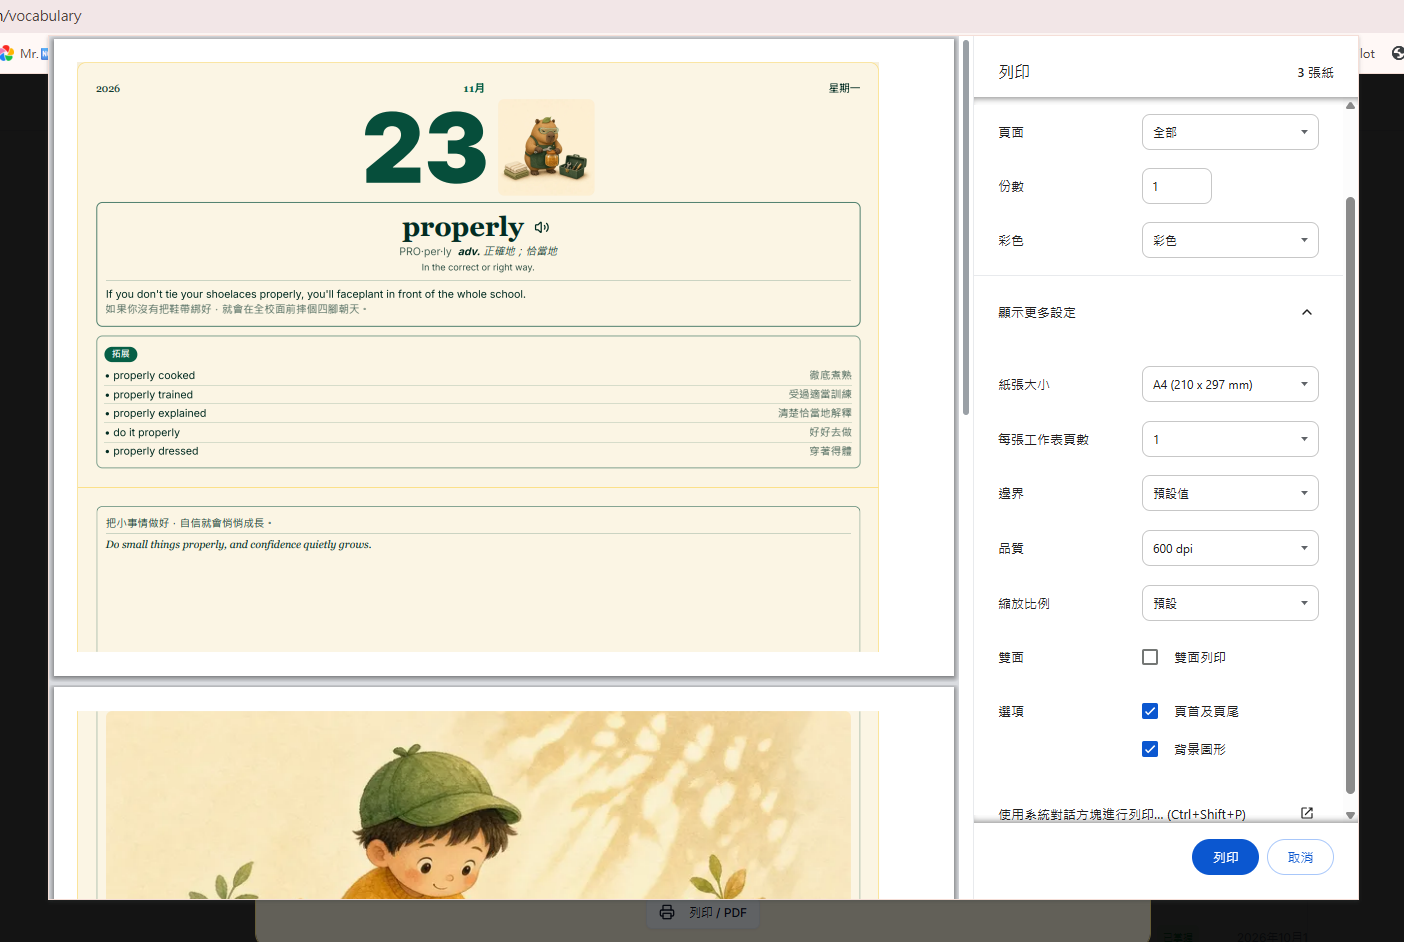 n/vocabulary
Mr.
lot
2026
11月
星期一
23
properly
PRO·per·ly adv. 正確地；恰當地
In the correct or right way.
If you don't tie your shoelaces properly, you'll faceplant in front of the whole school.
如果你沒有把鞋帶綁好，就會在全校面前摔個四腳朝天。
拓展
• properly cooked 徹底煮熟
• properly trained 受過適當訓練
• properly explained 清楚恰當地解釋
• do it properly 好好去做
• properly dressed 穿著得體
把小事情做好，自信就會悄悄成長。
Do small things properly, and confidence quietly grows.
列印 3 張紙
頁面 全部
份數 1
彩色 彩色
顯示更多設定
紙張大小 A4 (210 x 297 mm)
每張工作表頁數 1
邊界 預設值
品質 600 dpi
縮放比例 預設
雙面 雙面列印
選項 頁首及頁尾
背景圖形
使用系統對話方塊進行列印... (Ctrl+Shift+P)
列印 取消
列印 / PDF